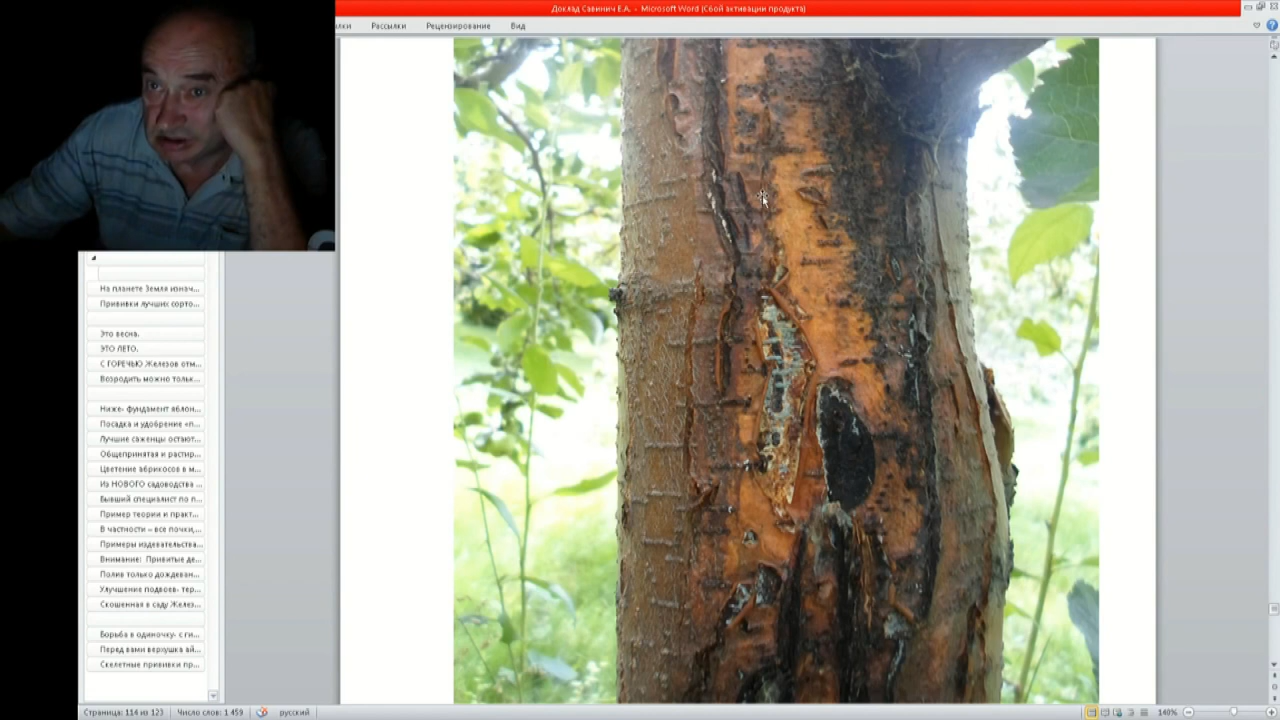 Доклад Савинич Е.А. - Microsoft Word (Сбой активации продукта)
лки Рассылки Рецензирование Вид
На планете Земля изнач...
Прививки лучших сорто...
Это весна.
ЭТО ЛЕТО.
С ГОРЕЧЬЮ Железов отм...
Возродить можно тольк...
Ниже- фундамент яблон...
Посадка и удобрение «п...
Лучшие саженцы остают...
Общепринятая и растир...
Цветение абрикосов в м...
Из НОВОГО садоводства ...
Бывший специалист по п...
Пример теории и практ...
В частности – все почки,...
Примеры издевательства...
Внимание: Привитые де...
Полив только дождеван...
Улучшение подвоев- тер...
Скошенная в саду Желез...
Борьба в одиночку- с ги...
Перед вами верхушка ай...
Скелетные прививки пр...
Страница: 114 из 123 Число слов: 1 459 русский 140%